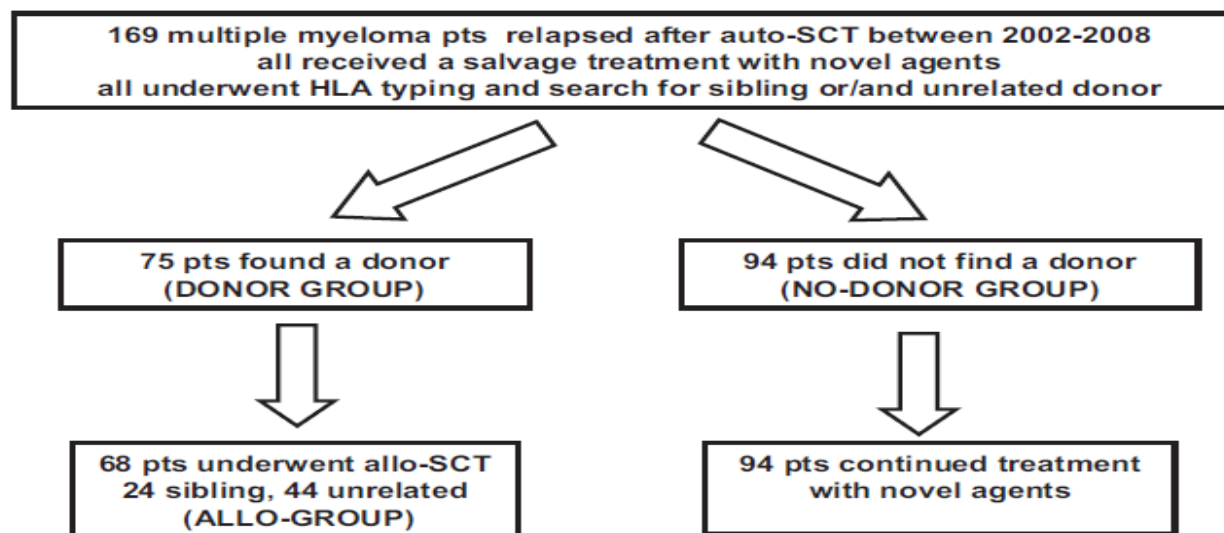 169 multiple myeloma pts relapsed after auto-SCT between 2002-2008
all received a salvage treatment with novel agents
all underwent HLA typing and search for sibling or/and unrelated donor
75 pts found a donor
(DONOR GROUP)
94 pts did not find a donor
(NO-DONOR GROUP)
68 pts underwent allo-SCT
24 sibling, 44 unrelated
(ALLO-GROUP)
94 pts continued treatment
with novel agents